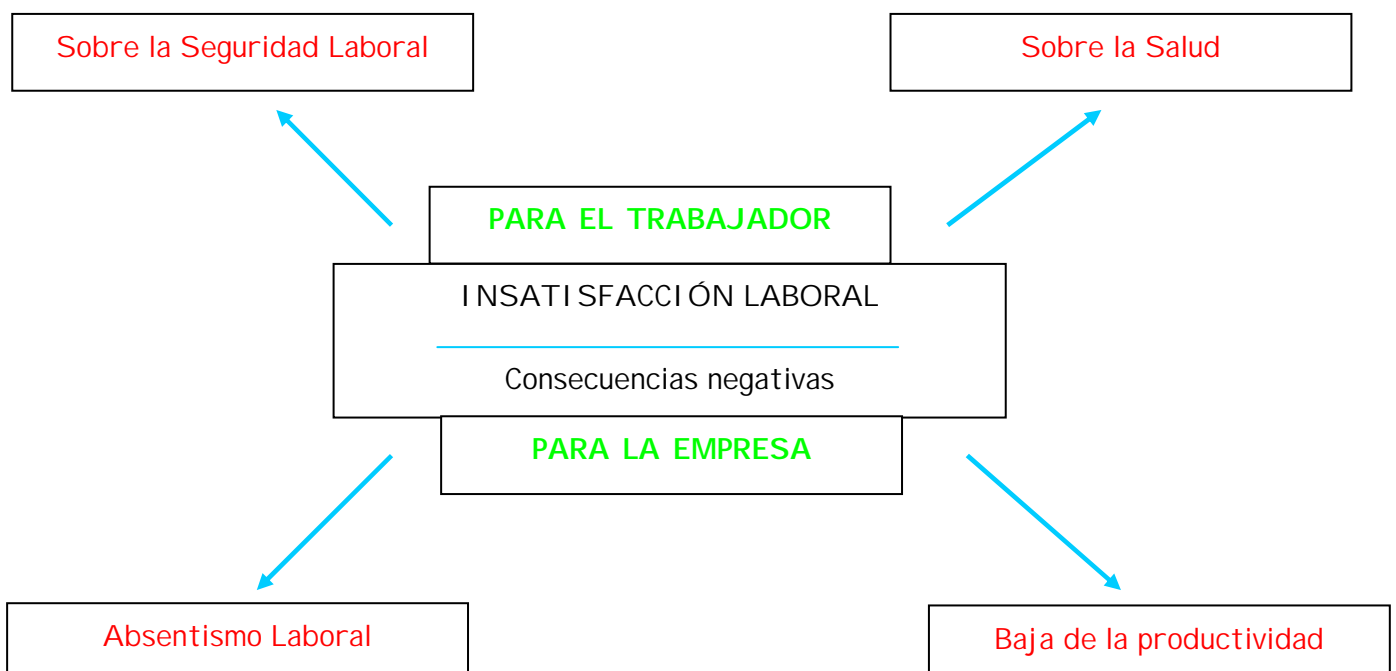 Sobre la Seguridad Laboral
Sobre la Salud
PARA EL TRABAJADOR
INSATISFACCIÓN LABORAL
Consecuencias negativas
PARA LA EMPRESA
Absentismo Laboral
Baja de la productividad